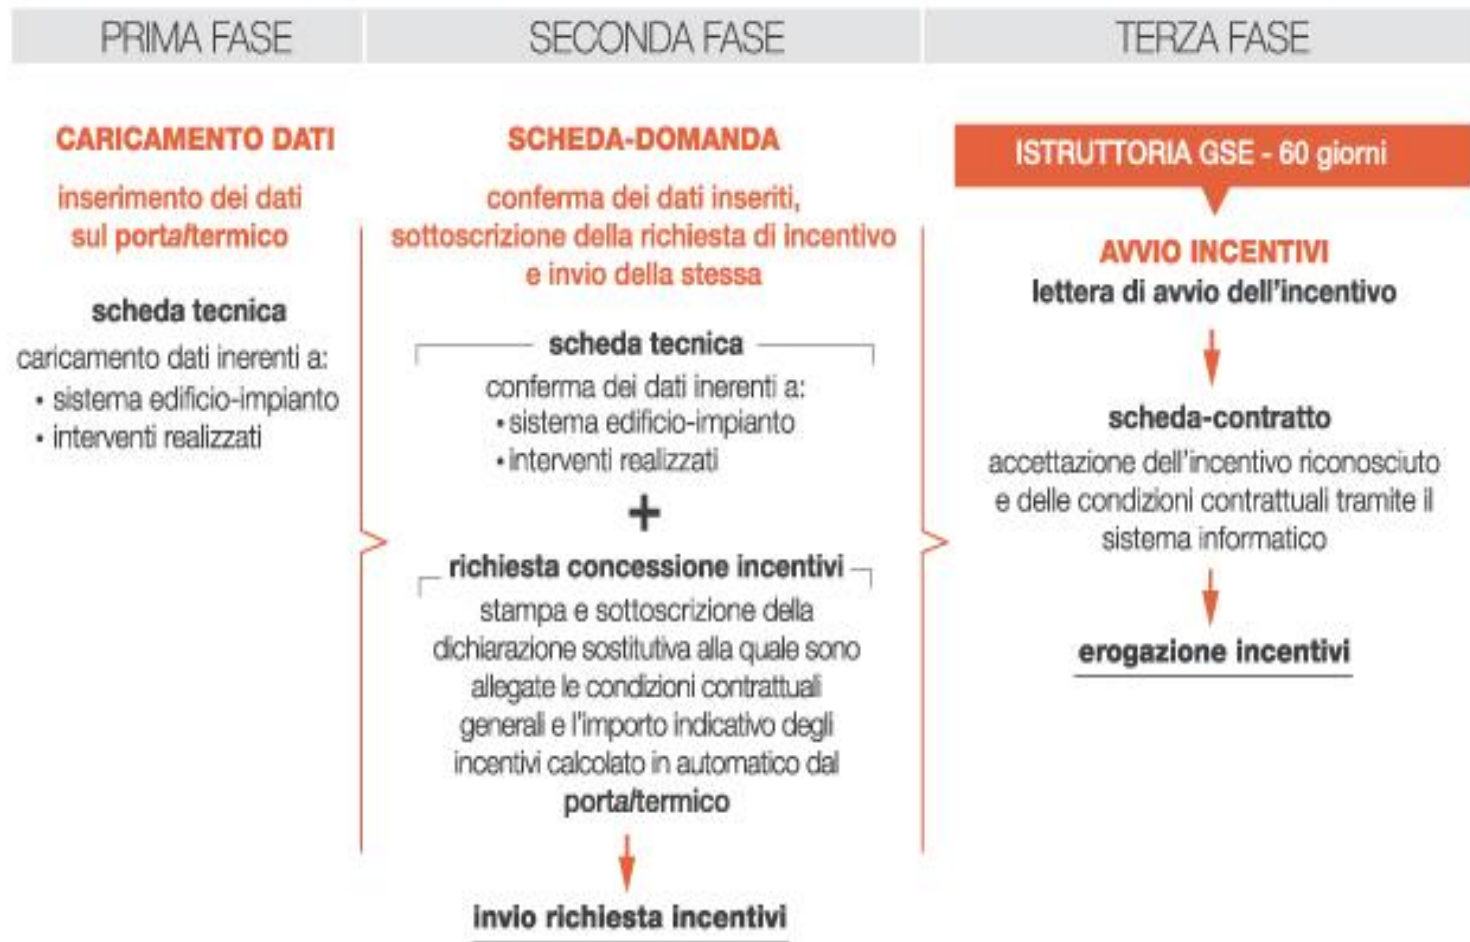 PRIMA FASE
SECONDA FASE
TERZA FASE
CARICAMENTO DATI
inserimento dei dati
sul portaltermico
scheda tecnica
caricamento dati inerenti a:
• sistema edificio-impianto
• interventi realizzati
SCHEDA-DOMANDA
conferma dei dati inseriti,
sottoscrizione della richiesta di incentivo
e invio della stessa
scheda tecnica
conferma dei dati inerenti a:
• sistema edificio-impianto
• interventi realizzati
+
richiesta concessione incentivi
stampa e sottoscrizione della
dichiarazione sostitutiva alla quale sono
allegate le condizioni contrattuali
generali e l'importo indicativo degli
incentivi calcolato in automatico dal
portaltermico
invio richiesta incentivi
ISTRUTTORIA GSE - 60 giorni
AVVIO INCENTIVI
lettera di avvio dell'incentivo
scheda-contratto
accettazione dell'incentivo riconosciuto
e delle condizioni contrattuali tramite il
sistema informatico
erogazione incentivi